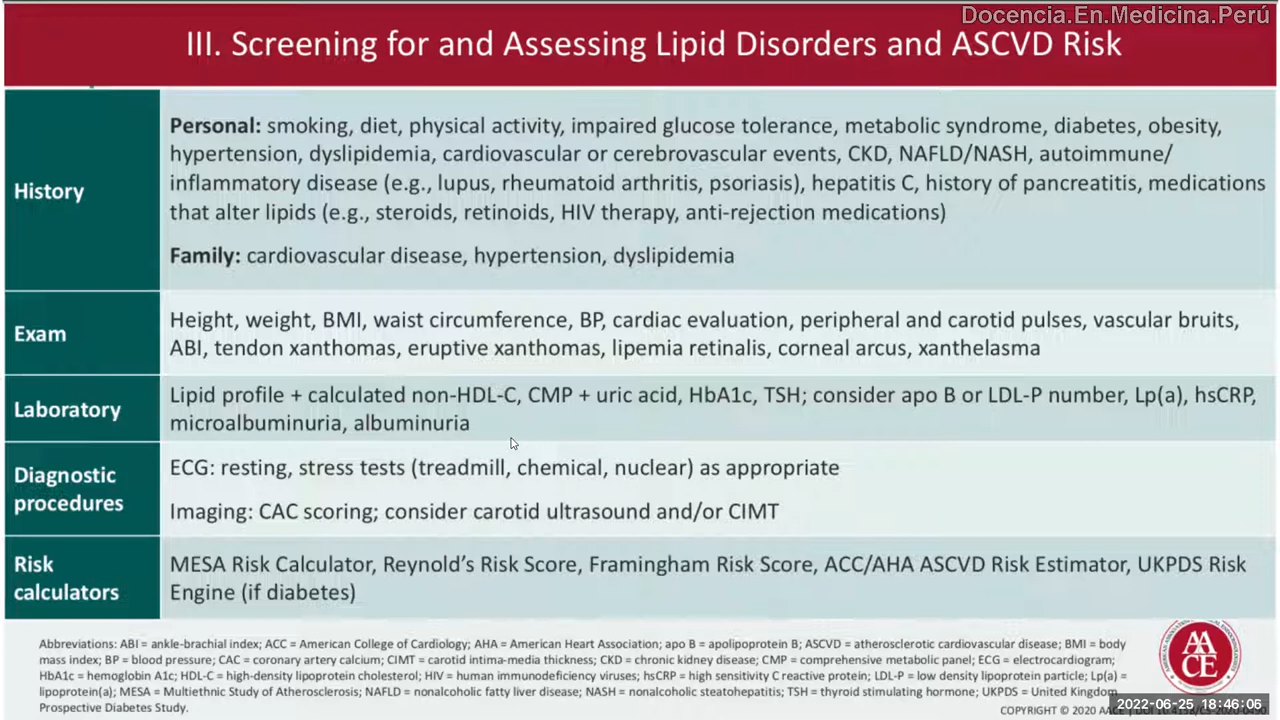 Docencia.En.Medicina.Perú
III. Screening for and Assessing Lipid Disorders and ASCVD Risk
History
Personal: smoking, diet, physical activity, impaired glucose tolerance, metabolic syndrome, diabetes, obesity,
hypertension, dyslipidemia, cardiovascular or cerebrovascular events, CKD, NAFLD/NASH, autoimmune/
inflammatory disease (e.g., lupus, rheumatoid arthritis, psoriasis), hepatitis C, history of pancreatitis, medications
that alter lipids (e.g., steroids, retinoids, HIV therapy, anti-rejection medications)
Family: cardiovascular disease, hypertension, dyslipidemia
Exam
Height, weight, BMI, waist circumference, BP, cardiac evaluation, peripheral and carotid pulses, vascular bruits,
ABI, tendon xanthomas, eruptive xanthomas, lipemia retinalis, corneal arcus, xanthelasma
Laboratory
Lipid profile + calculated non-HDL-C, CMP + uric acid, HbA1c, TSH; consider apo B or LDL-P number, Lp(a), hsCRP,
microalbuminuria, albuminuria
Diagnostic
procedures
ECG: resting, stress tests (treadmill, chemical, nuclear) as appropriate
Imaging: CAC scoring; consider carotid ultrasound and/or CIMT
Risk
calculators
MESA Risk Calculator, Reynold's Risk Score, Framingham Risk Score, ACC/AHA ASCVD Risk Estimator, UKPDS Risk
Engine (if diabetes)
Abbreviations: ABI = ankle-brachial index; ACC = American College of Cardiology; AHA = American Heart Association; apo B = apolipoprotein B; ASCVD = atherosclerotic cardiovascular disease; BMI = body
mass index; BP = blood pressure; CAC = coronary artery calcium; CIMT = carotid intima-media thickness; CKD = chronic kidney disease; CMP = comprehensive metabolic panel; ECG = electrocardiogram;
HbA1c = hemoglobin A1c; HDL-C = high-density lipoprotein cholesterol; HIV = human immunodeficiency viruses; hsCRP = high sensitivity C reactive protein; LDL-P = low density lipoprotein particle; Lp(a) =
lipoprotein(a); MESA = Multiethnic Study of Atherosclerosis; NAFLD = nonalcoholic fatty liver disease; NASH = nonalcoholic steatohepatitis; TSH = thyroid stimulating hormone; UKPDS = United Kingdom
Prospective Diabetes Study.
AACE
COPYRIGHT © 2020
2022-06-25 18:46:06